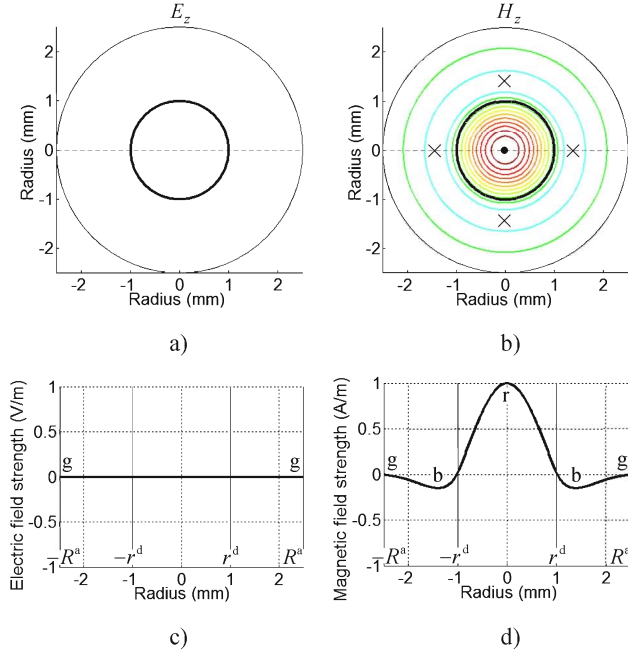 E_z
H_z
2
1
0
-1
-2
Radius (mm)
-2 -1 0 1 2
Radius (mm)
2
1
0
-1
-2
Radius (mm)
-2 -1 0 1 2
Radius (mm)
a)
b)
Electric field strength (V/m)
1
0.5
0
-0.5
-1
g g
−R^a −r^d r^d R^a
-2 -1 0 1 2
Radius (mm)
Magnetic field strength (A/m)
1
0.5
0
-0.5
-1
r
g b b g
−R^a −r^d r^d R^a
-2 -1 0 1 2
Radius (mm)
c)
d)